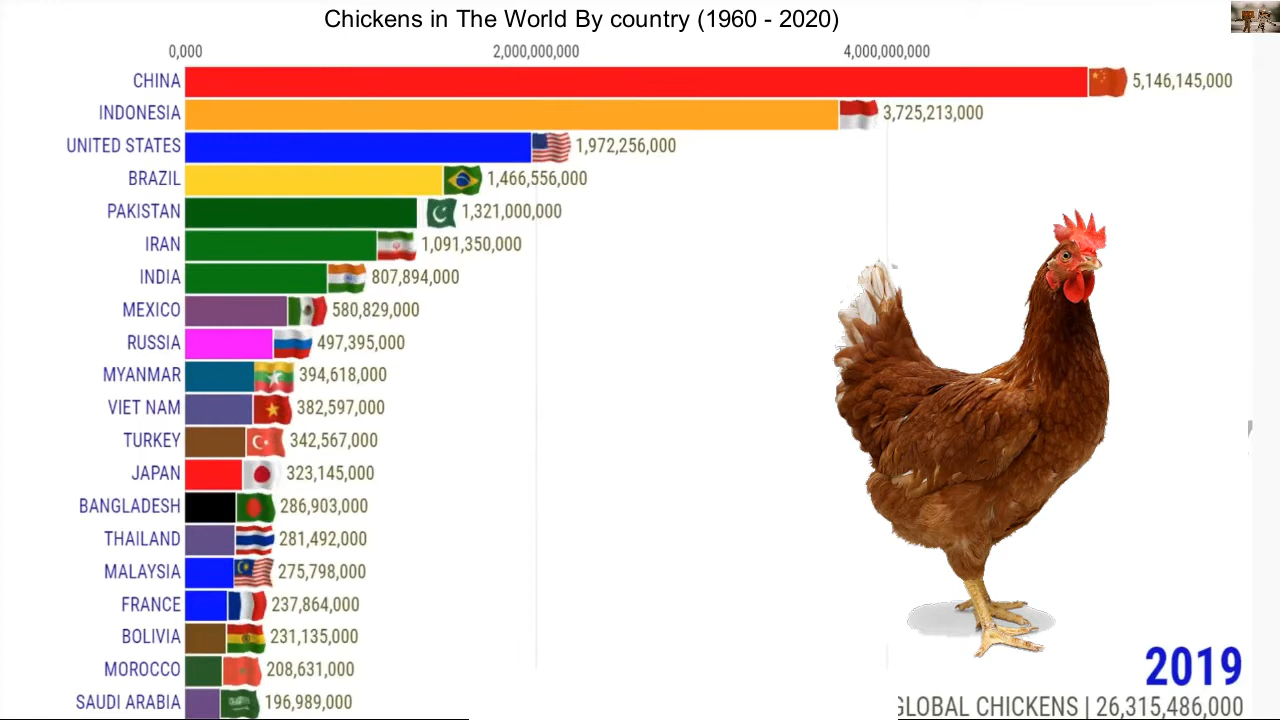 Chickens in The World By country (1960 - 2020)
0,000 2,000,000,000 4,000,000,000
CHINA 5,146,145,000
INDONESIA 3,725,213,000
UNITED STATES 1,972,256,000
BRAZIL 1,466,556,000
PAKISTAN 1,321,000,000
IRAN 1,091,350,000
INDIA 807,894,000
MEXICO 580,829,000
RUSSIA 497,395,000
MYANMAR 394,618,000
VIET NAM 382,597,000
TURKEY 342,567,000
JAPAN 323,145,000
BANGLADESH 286,903,000
THAILAND 281,492,000
MALAYSIA 275,798,000
FRANCE 237,864,000
BOLIVIA 231,135,000
MOROCCO 208,631,000
2019
SAUDI ARABIA 196,989,000
GLOBAL CHICKENS | 26,315,486,000